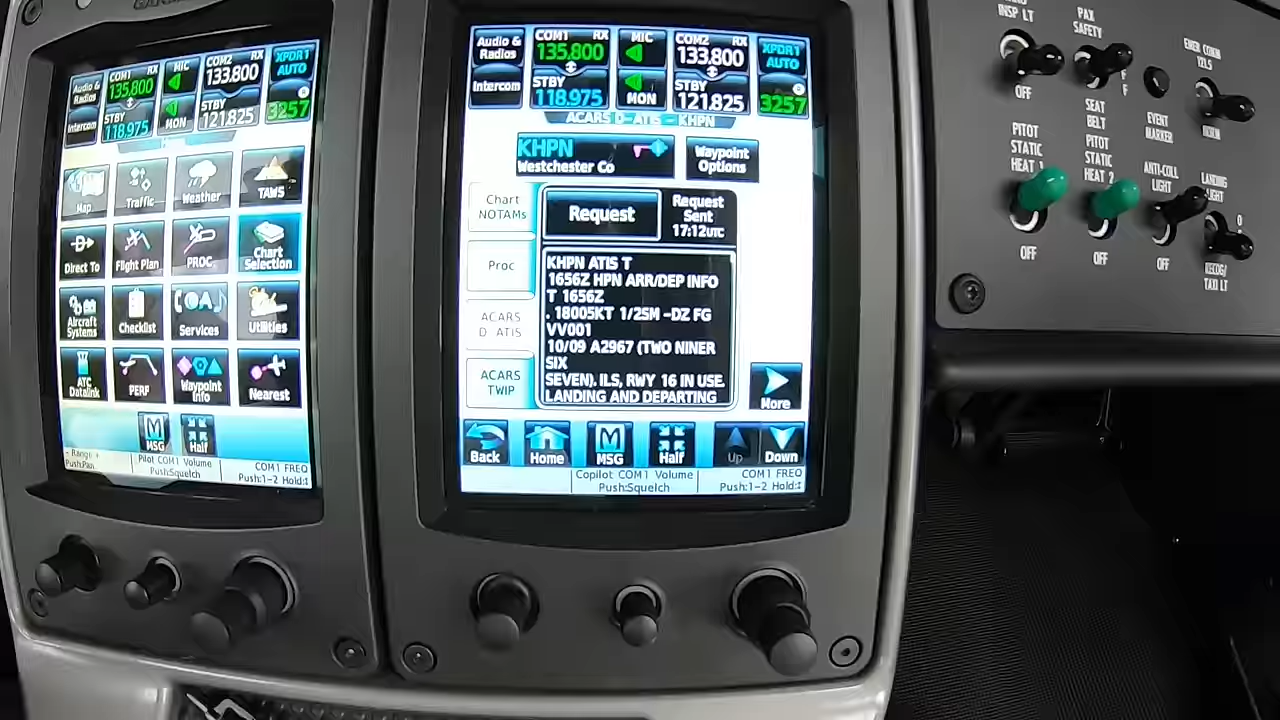 Audio & Radios
COM1 RX
135.800
STBY
118.975
MIC
MON
COM2 RX
133.800
STBY
121.825
XPDR1
AUTO
3257
Intercom
Map
Traffic
Weather
TAWS
Direct To
Flight Plan
PROC
Chart Selection
Aircraft Systems
Checklist
Services
Utilities
ATC Datalink
PERF
Waypoint Info
Nearest
MSG
Half
- Range +
Push:Pan
Pilot COM1 Volume
Push:Squelch
COM1 FREQ
Push:1-2 Hold:↕
Audio & Radios
Intercom
COM1 RX
135.800
STBY
118.975
MIC
MON
COM2 RX
133.800
STBY
121.825
XPDR1
AUTO
3257
ACARS D-ATIS - KHPN
KHPN
Westchester Co
Waypoint Options
Chart NOTAMs
Proc
ACARS D-ATIS
ACARS TWIP
Request
Request Sent
17:12UTC
KHPN ATIS T
1656Z HPN ARR/DEP INFO
T 1656Z
. 18005KT 1/2SM -DZ FG
VV001
10/09 A2967 (TWO NINER
SIX
SEVEN). ILS, RWY 16 IN USE.
LANDING AND DEPARTING
More
Back
Home
MSG
Half
Up
Down
Copilot COM1 Volume
Push:Squelch
COM1 FREQ
Push:1-2 Hold:↕
INSP LT
OFF
PAX SAFETY
SEAT BELT
EVENT MARKER
EMER COMM
121.5
NORM
PITOT STATIC HEAT 1
OFF
PITOT STATIC HEAT 2
OFF
ANTI-COLL LIGHT
OFF
LANDING LIGHT
RECOG/ TAXI LT